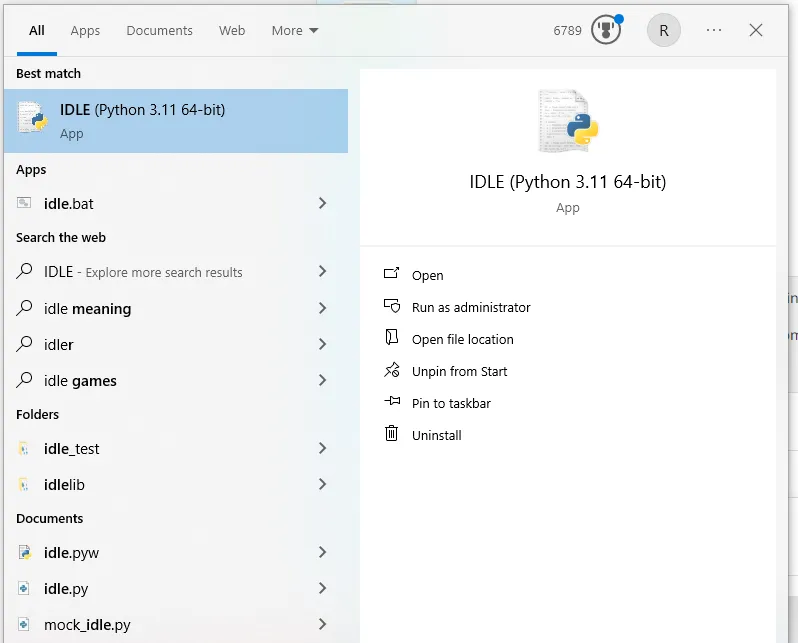 All Apps Documents Web More 6789 R
Best match
IDLE (Python 3.11 64-bit)
App
Apps
idle.bat
Search the web
IDLE - Explore more search results
idle meaning
idler
idle games
Folders
idle_test
idlelib
Documents
idle.pyw
idle.py
mock_idle.py
IDLE (Python 3.11 64-bit)
App
Open
Run as administrator
Open file location
Unpin from Start
Pin to taskbar
Uninstall